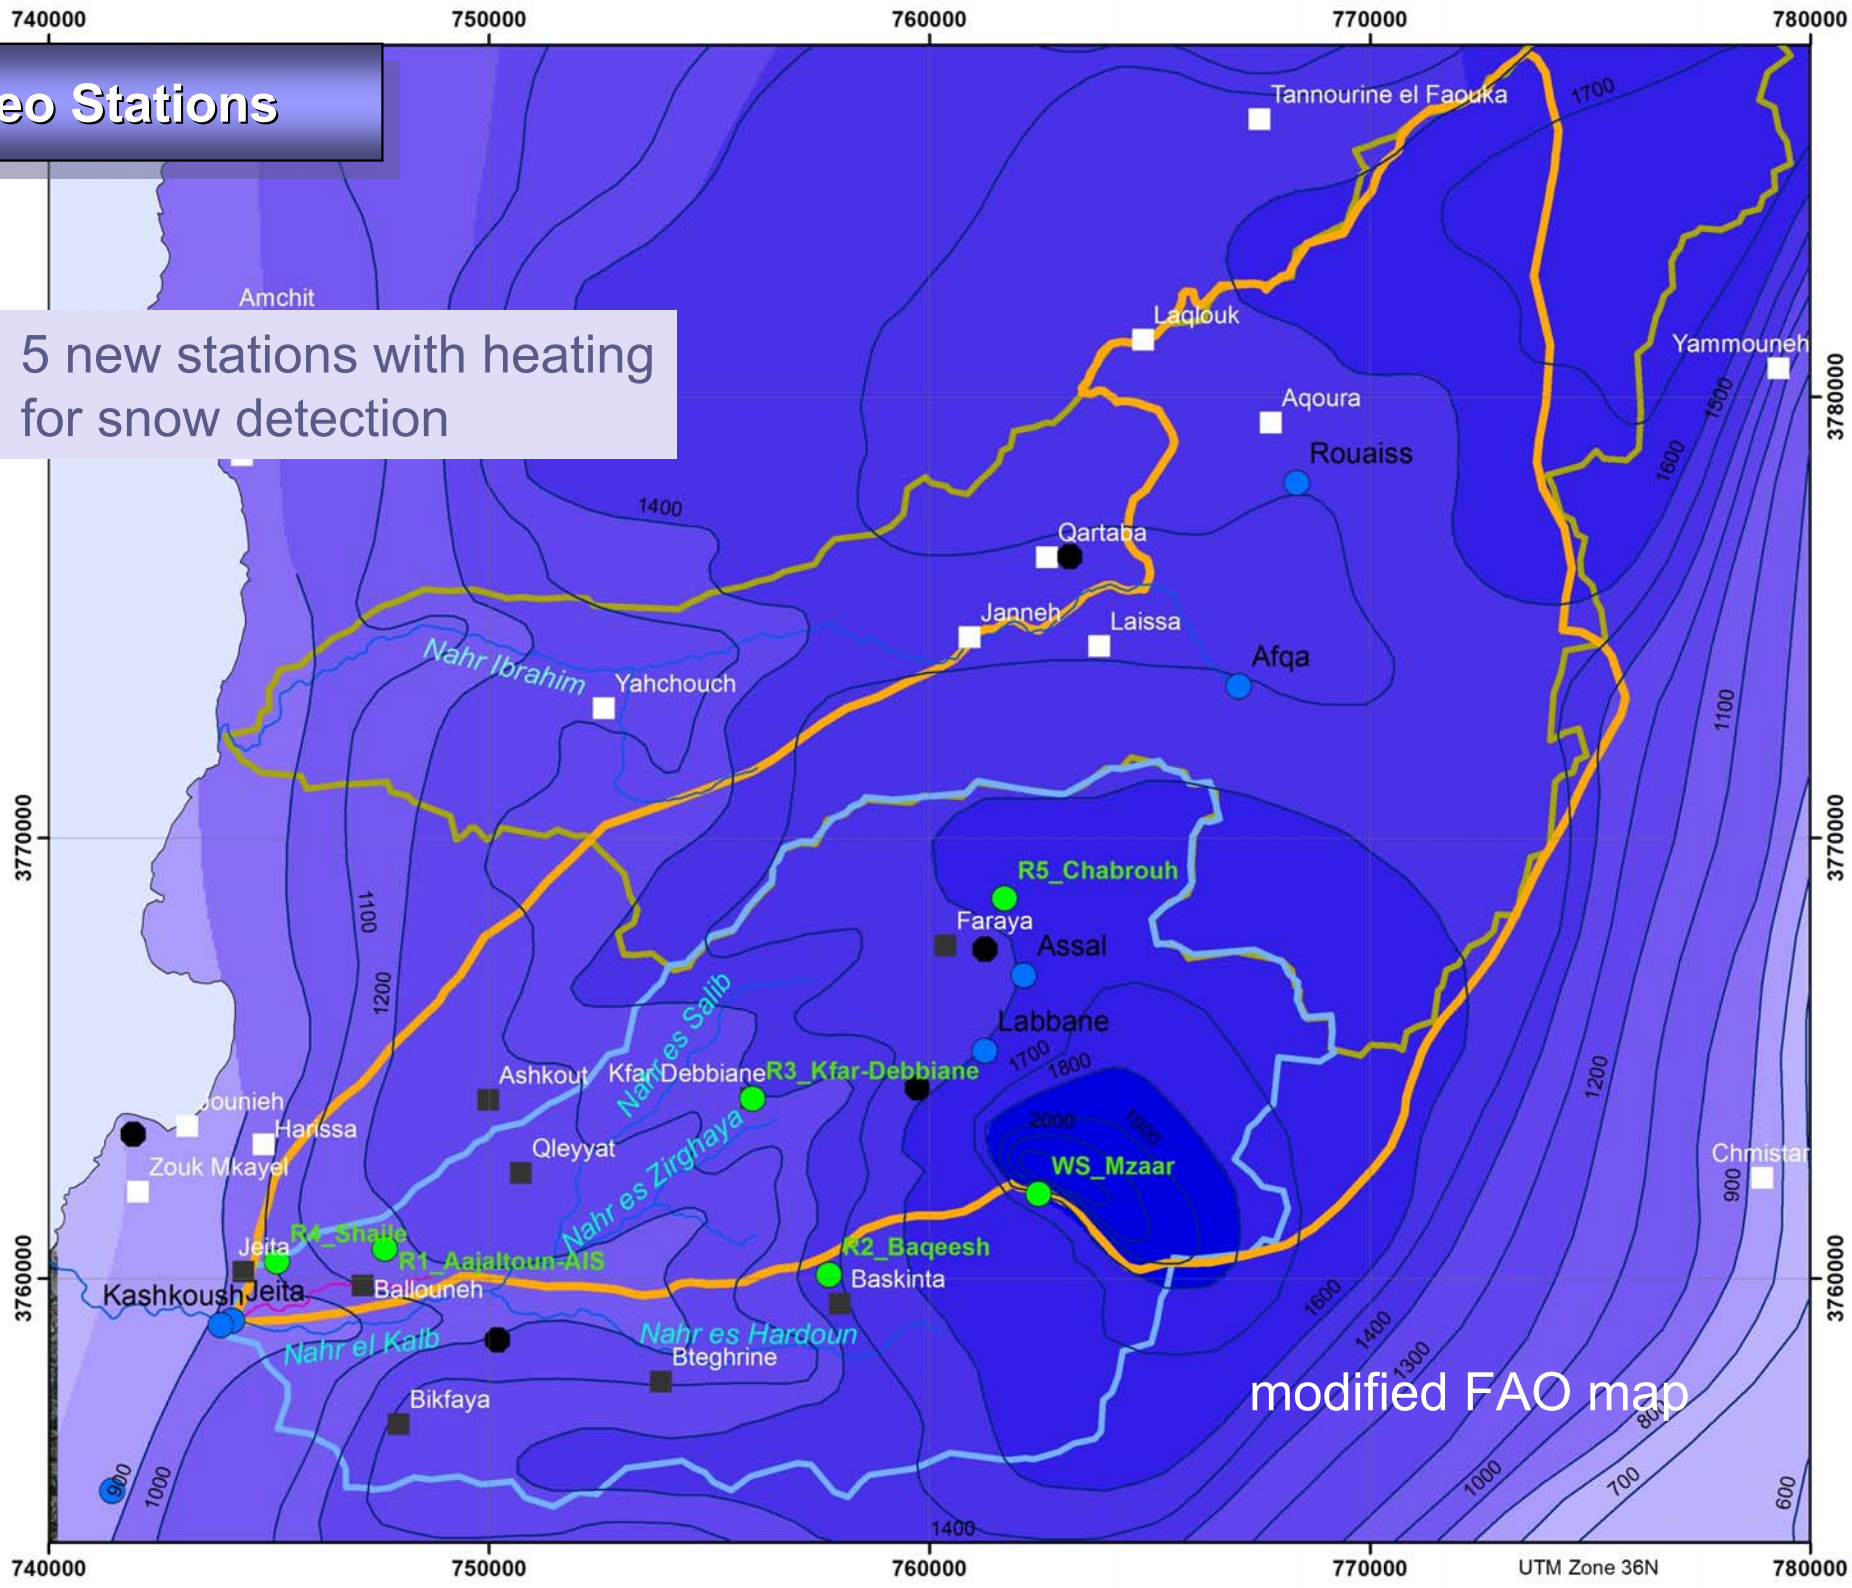 740000
750000
760000
770000
780000
eo Stations
Tannourine el Faouka
1700
Amchit
5 new stations with heating
for snow detection
Laqlouk
Yammouneh
3780000
1500
Aqoura
Rouaiss
1600
1400
Qartaba
Janneh
Laissa
Nahr Ibrahim
Yahchouch
Afqa
1100
3770000
3770000
R5_Chabrouh
1100
Faraya
Assal
1200
Nahr es Salib
Labbane
1700
1800
Ashkout
Kfar Debbiane
R3_Kfar-Debbiane
1200
Jounieh
Harissa
2000
1900
Qleyyat
Zouk Mkayel
Nahr es Zirghaya
WS_Mzaar
Chmistar
900
R4_Shaile
Jeita
R1_Aajaltoun-AIS
R2_Baqeesh
Baskinta
Ballouneh
Kashkoush
Jeita
3760000
3760000
1600
Nahr el Kalb
Nahr es Hardoun
Bteghrine
1400
1300
Bikfaya
modified FAO map
800
900
1000
1000
700
600
1400
740000
750000
760000
770000
UTM Zone 36N
780000